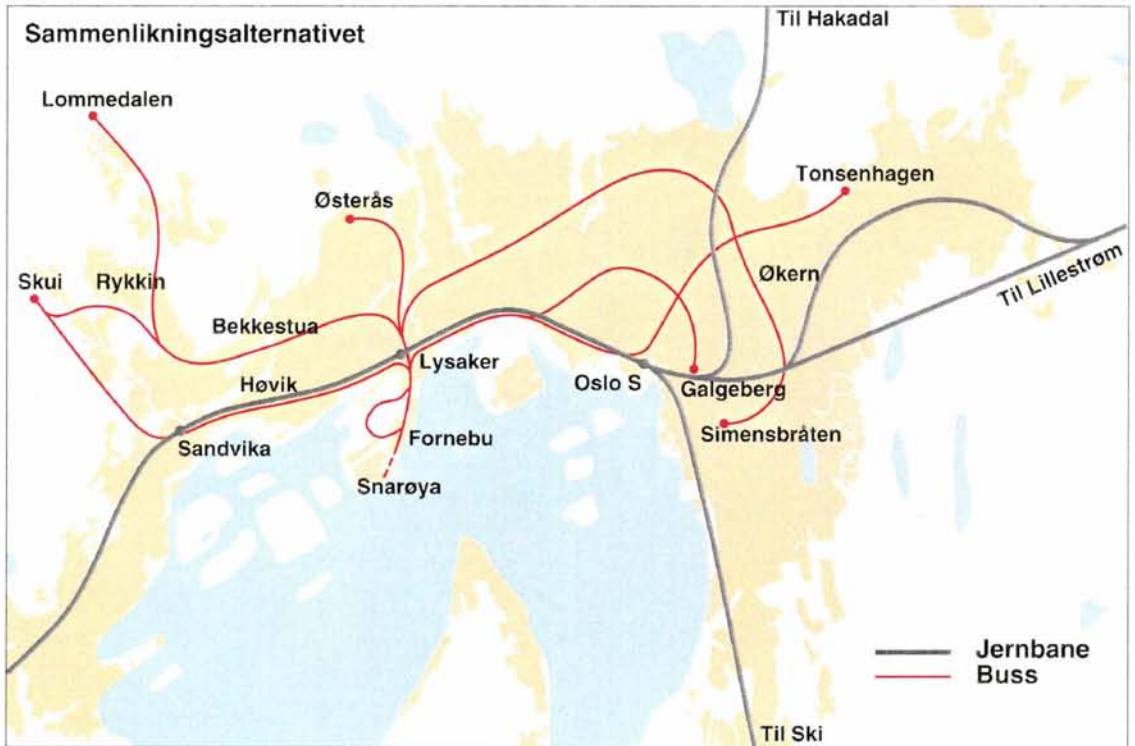 Sammenlikningsalternativet
Til Hakadal
Lommedalen
Tonsenhagen
Østerås
Skui
Rykkin
Økern
Til Lillestrøm
Bekkestua
Lysaker
Høvik
Oslo S
Galgeberg
Simensbråten
Sandvika
Fornebu
Snarøya
Jernbane
Buss
Til Ski